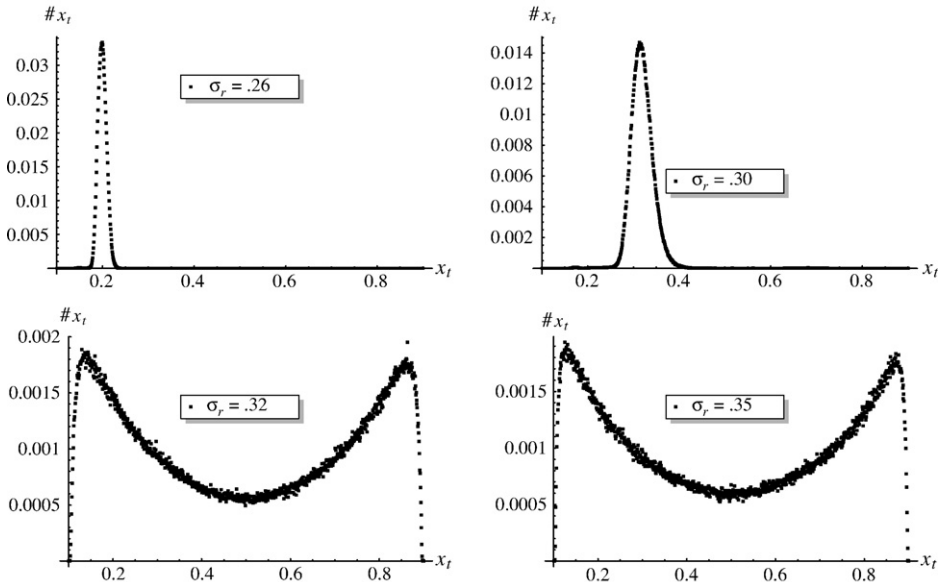 # x_t
0.03
0.025
0.02
0.015
0.01
0.005
σ_r = .26
0.2 0.4 0.6 0.8 x_t
# x_t
0.014
0.012
0.01
0.008
0.006
0.004
0.002
σ_r = .30
0.2 0.4 0.6 0.8 x_t
# x_t
0.002
0.0015
0.001
0.0005
σ_r = .32
0.2 0.4 0.6 0.8 x_t
# x_t
0.0015
0.001
0.0005
σ_r = .35
0.2 0.4 0.6 0.8 x_t